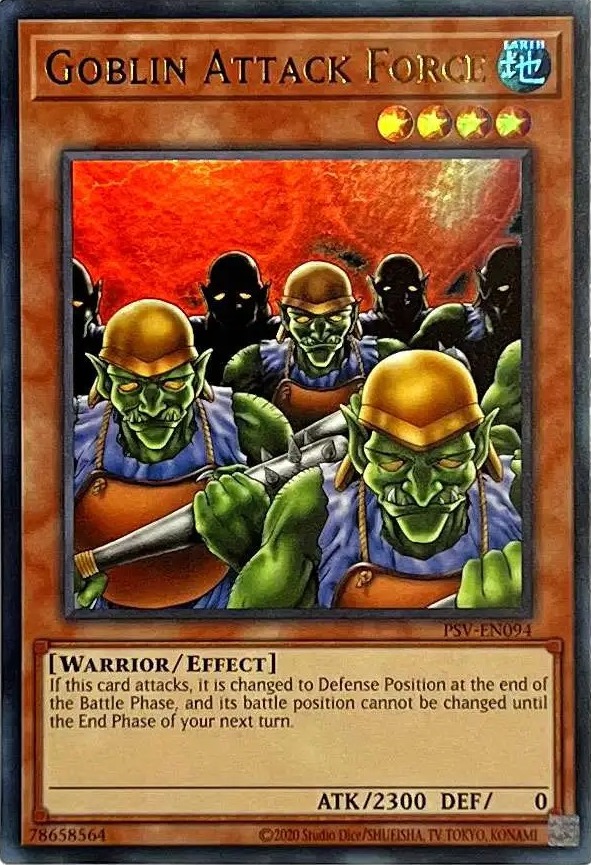 GOBLIN ATTACK FORCE
EARTH
地
PSV-EN094
[WARRIOR/EFFECT]
If this card attacks, it is changed to Defense Position at the end of
the Battle Phase, and its battle position cannot be changed until
the End Phase of your next turn.
ATK/2300 DEF/ 0
78658564
©2020 Studio Dice/SHUEISHA, TV TOKYO, KONAMI